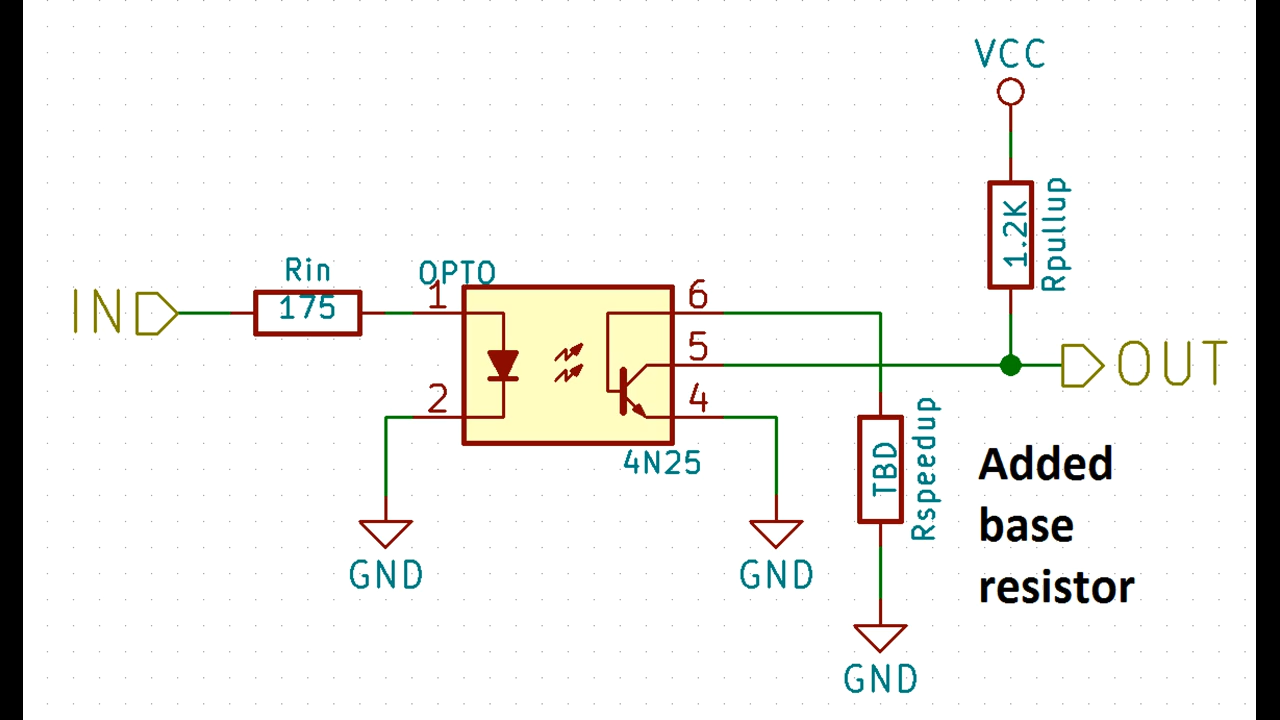 VCC
1.2K
Rpullup
Rin
175
IN
OPTO
1
2
6
5
4
4N25
OUT
TBD
Rspeedup
Added
base
resistor
GND
GND
GND